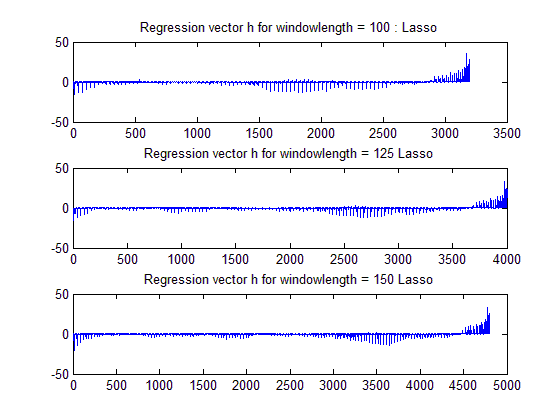 Regression vector h for windowlength = 100 : Lasso
50
0
-50
0 500 1000 1500 2000 2500 3000 3500
Regression vector h for windowlength = 125 Lasso
50
0
-50
0 500 1000 1500 2000 2500 3000 3500 4000
Regression vector h for windowlength = 150 Lasso
50
0
-50
0 500 1000 1500 2000 2500 3000 3500 4000 4500 5000